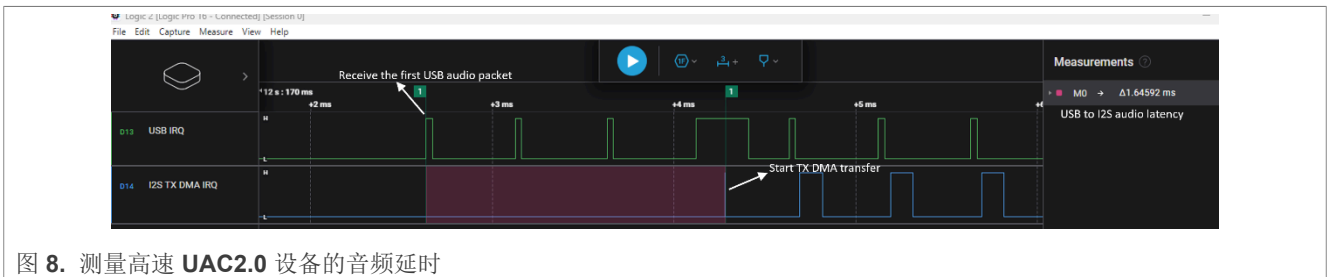 Logic 2 [Logic Pro 16 - Connected] [Session 0]
File Edit Capture Measure View Help
Receive the first USB audio packet
Measurements
12 s : 170 ms
1
1
+2 ms
+3 ms
+4 ms
+5 ms
M0 → Δ1.64592 ms
USB to I2S audio latency
D13 USB IRQ
H
L
Start TX DMA transfer
D14 I2S TX DMA IRQ
H
L
图 8. 测量高速 UAC2.0 设备的音频延时